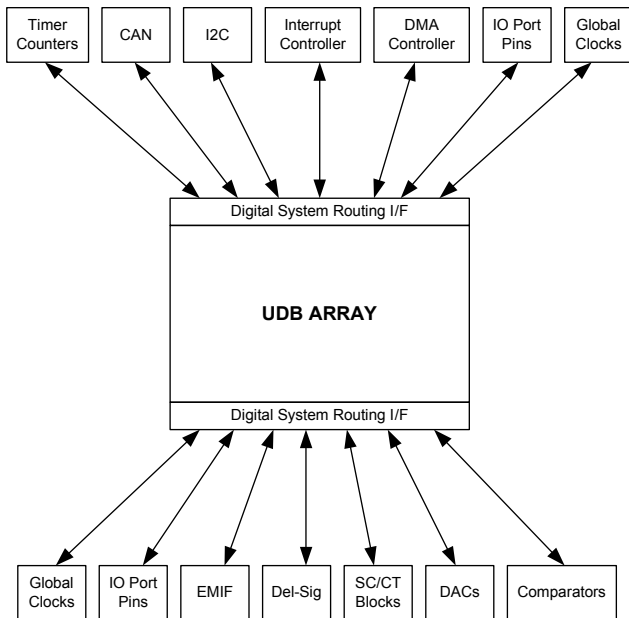 Timer
Counters
CAN
I2C
Interrupt
Controller
DMA
Controller
IO Port
Pins
Global
Clocks
Digital System Routing I/F
UDB ARRAY
Digital System Routing I/F
Global
Clocks
IO Port
Pins
EMIF
Del-Sig
SC/CT
Blocks
DACs
Comparators